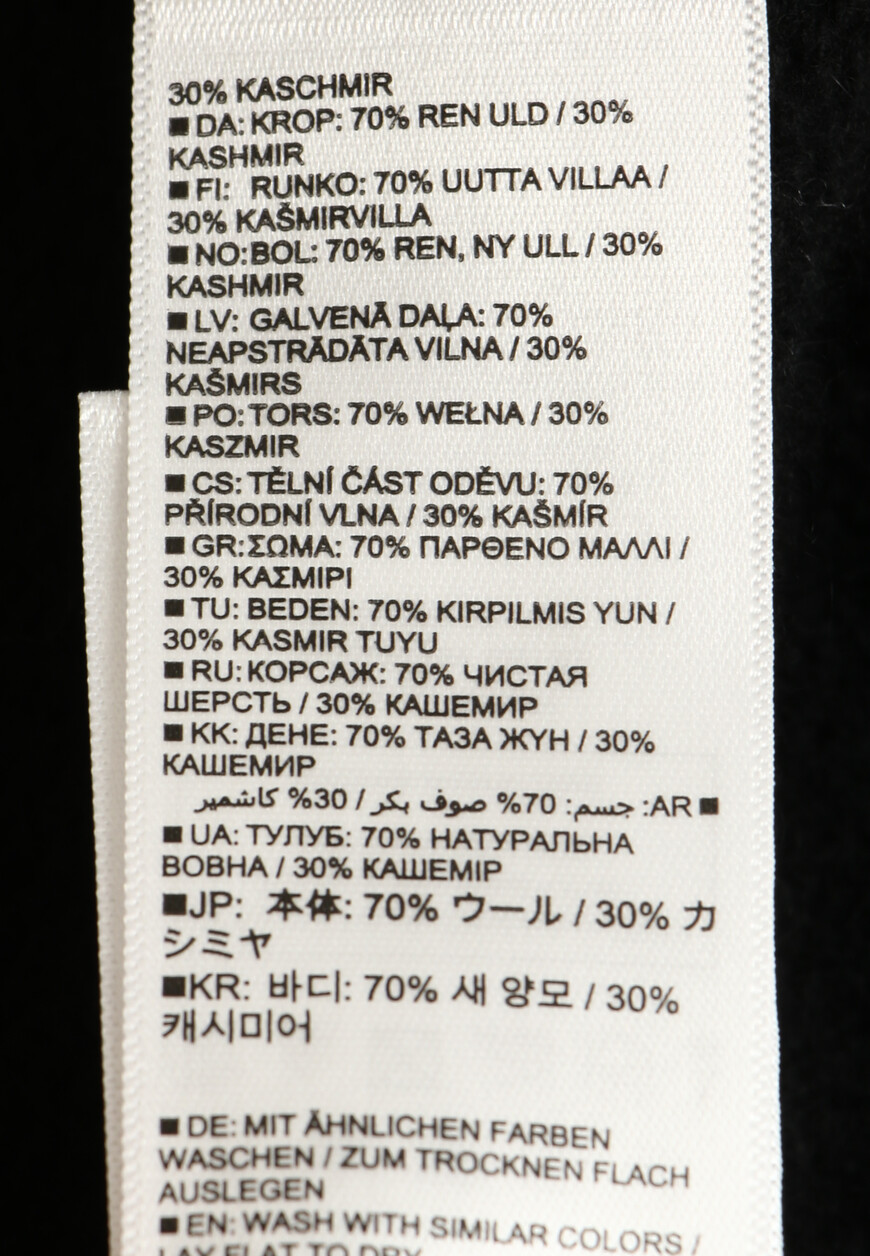 30% KASCHMIR
■ DA: KROP: 70% REN ULD / 30%
KASHMIR
■ FI: RUNKO: 70% UUTTA VILLAA /
30% KAŠMIRVILLA
■ NO:BOL: 70% REN, NY ULL / 30%
KASHMIR
■ LV: GALVENĀ DAĻA: 70%
NEAPSTRĀDĀTA VILNA / 30%
KAŠMIRS
■ PO: TORS: 70% WEŁNA / 30%
KASZMIR
■ CS: TĚLNÍ ČÁST ODĚVU: 70%
PŘÍRODNÍ VLNA / 30% KAŠMÍR
■ GR:ΣΩΜΑ: 70% ΠΑΡΘΕΝΟ ΜΑΛΛΙ /
30% ΚΑΣΜΙΡΙ
■ TU: BEDEN: 70% KIRPILMIS YUN /
30% KASMIR TUYU
■ RU: КОРСАЖ: 70% ЧИСТАЯ
ШЕРСТЬ / 30% КАШЕМИР
■ KK: ДЕНЕ: 70% ТАЗА ЖҮН / 30%
КАШЕМИР
■ AR: جسم: 70% صوف بكر / 30% كاشمير
■ UA: ТУЛУБ: 70% НАТУРАЛЬНА
ВОВНА / 30% КАШЕМІР
■JP: 本体: 70% ウール / 30% カ
シミヤ
■KR: 바디: 70% 새 양모 / 30%
캐시미어
■ DE: MIT ÄHNLICHEN FARBEN
WASCHEN / ZUM TROCKNEN FLACH
AUSLEGEN
■ EN: WASH WITH SIMILAR COLORS /
LAY FLAT TO DRY